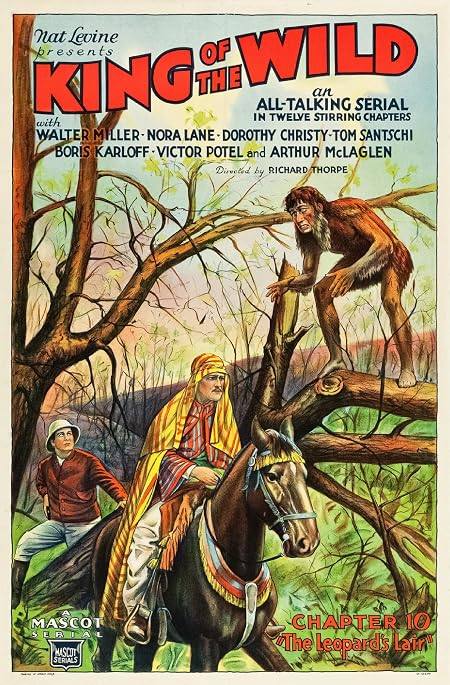 Nat Levine
presents
KING OF THE WILD
an
ALL-TALKING SERIAL
IN TWELVE STIRRING CHAPTERS
with
WALTER MILLER · NORA LANE · DOROTHY CHRISTY · TOM SANTSCHI
BORIS KARLOFF · VICTOR POTEL and ARTHUR McLAGLEN
Directed by RICHARD THORPE
A
MASCOT
SERIAL
MASCOT
SERIALS
CHAPTER 10
"The Leopard's Lair"